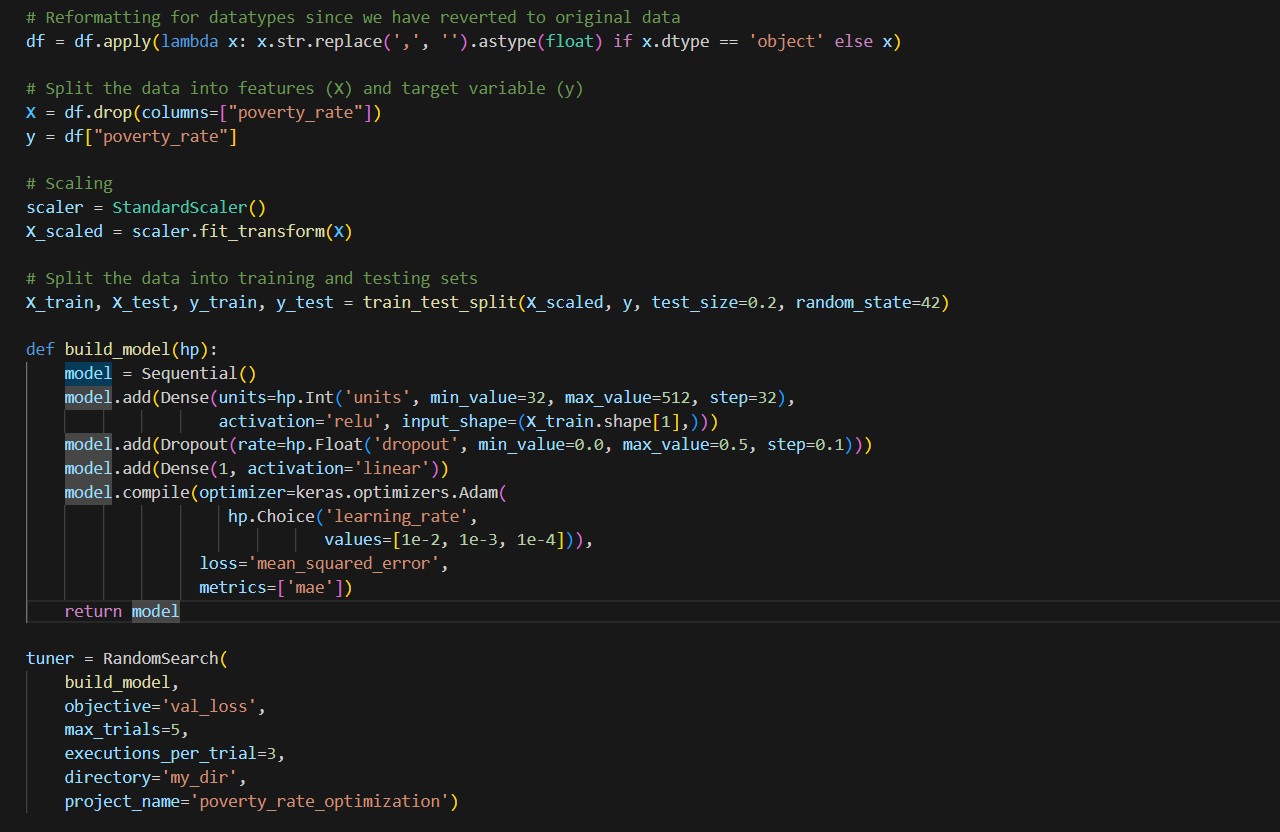 # Reformatting for datatypes since we have reverted to original data
df = df.apply(lambda x: x.str.replace(',', '').astype(float) if x.dtype == 'object' else x)

# Split the data into features (X) and target variable (y)
X = df.drop(columns=["poverty_rate"])
y = df["poverty_rate"]

# Scaling
scaler = StandardScaler()
X_scaled = scaler.fit_transform(X)

# Split the data into training and testing sets
X_train, X_test, y_train, y_test = train_test_split(X_scaled, y, test_size=0.2, random_state=42)

def build_model(hp):
    model = Sequential()
    model.add(Dense(units=hp.Int('units', min_value=32, max_value=512, step=32),
                    activation='relu', input_shape=(X_train.shape[1],)))
    model.add(Dropout(rate=hp.Float('dropout', min_value=0.0, max_value=0.5, step=0.1)))
    model.add(Dense(1, activation='linear'))
    model.compile(optimizer=keras.optimizers.Adam(
                     hp.Choice('learning_rate',
                               values=[1e-2, 1e-3, 1e-4])),
                  loss='mean_squared_error',
                  metrics=['mae'])
    return model

tuner = RandomSearch(
    build_model,
    objective='val_loss',
    max_trials=5,
    executions_per_trial=3,
    directory='my_dir',
    project_name='poverty_rate_optimization')